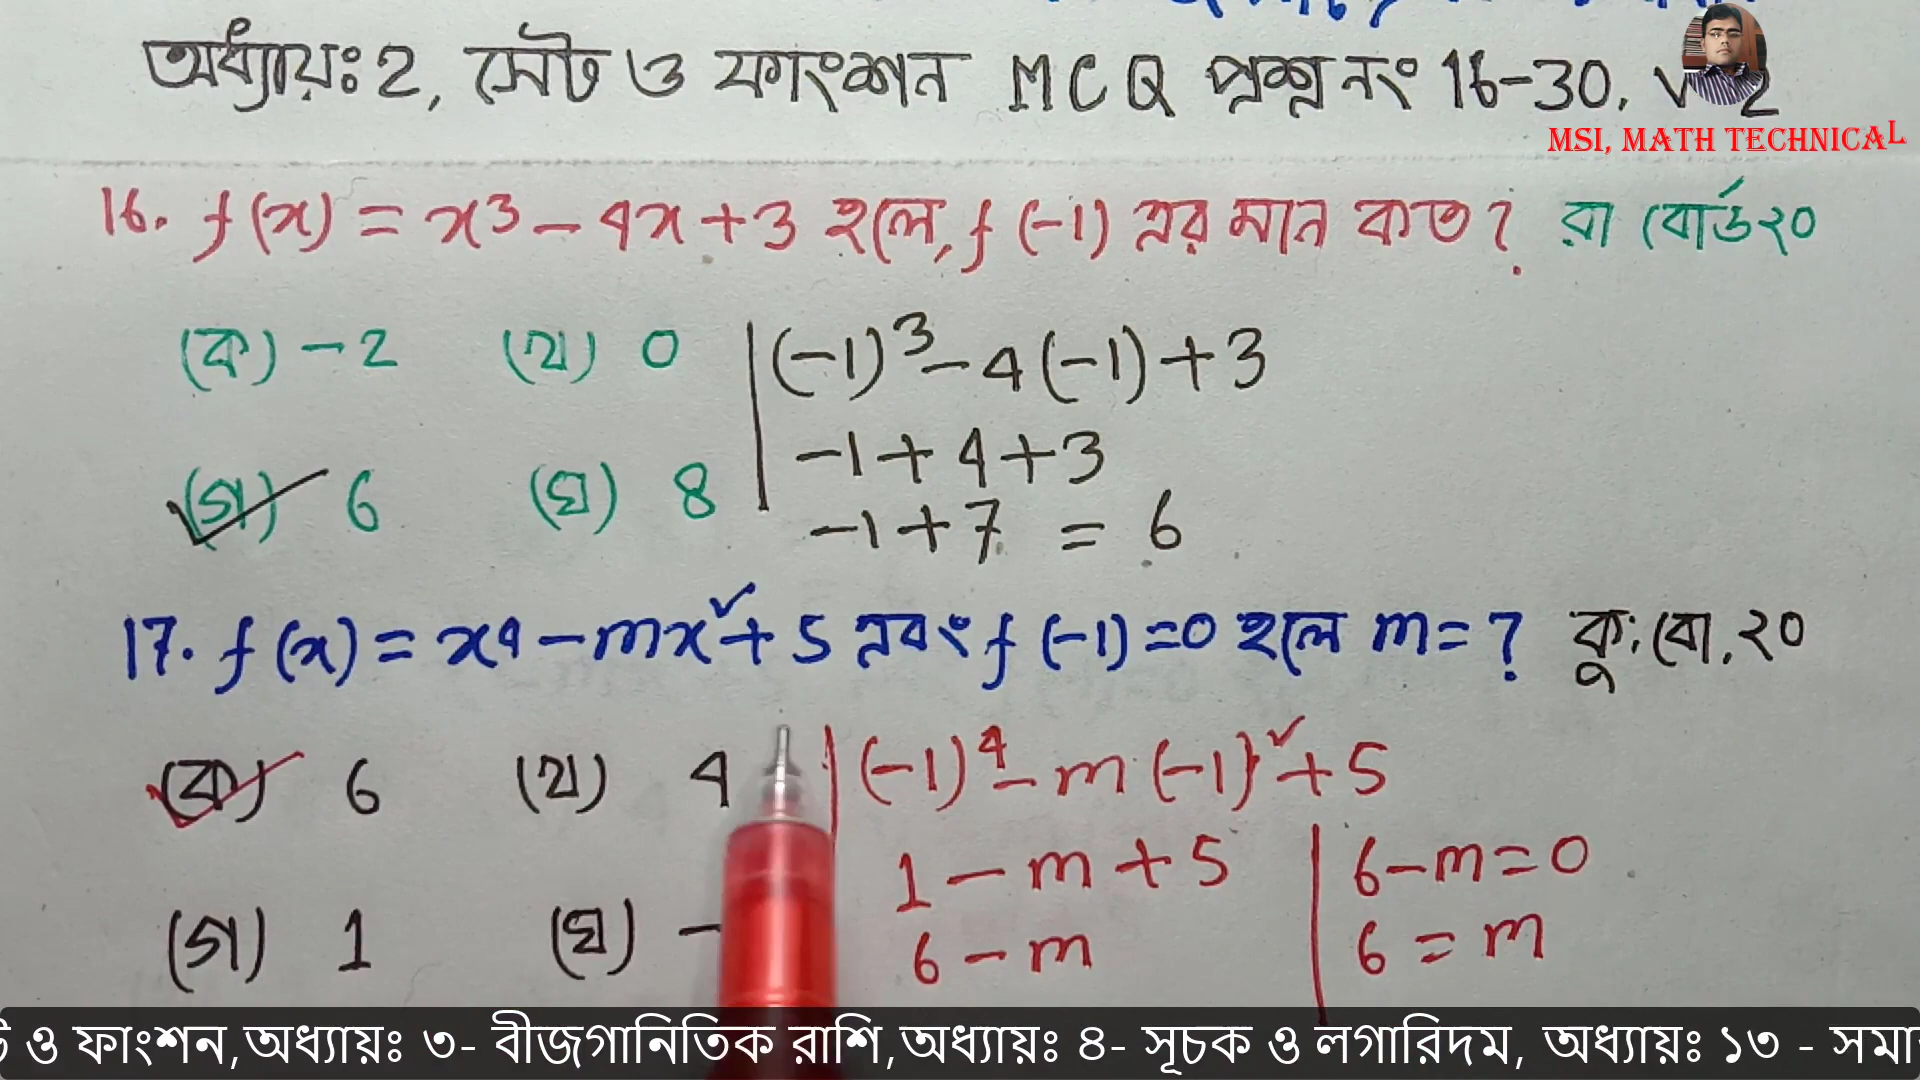 অধ্যায়ঃ 2, সেট ও ফাংশন MCQ প্রশ্ন নং 16-30, V 2
MSI, MATH TECHNICAL
16. f(x) = x³ - 4x + 3 হলে, f(-1) এর মান কত? রা বোর্ড ২০
(ক) -2 (খ) 0
(গ) 6 (ঘ) 8
(-1)³ - 4(-1) + 3
-1 + 4 + 3
-1 + 7 = 6
17. f(x) = x⁴ - mx² + 5 এবং f(-1) = 0 হলে m = ? কু. বো. ২০
(ক) 6 (খ) 4
(গ) 1 (ঘ) -
(-1)⁴ - m(-1)² + 5
1 - m + 5
6 - m
6 - m = 0
6 = m
ও ফাংশন, অধ্যায়ঃ ৩- বীজগানিতিক রাশি, অধ্যায়ঃ ৪- সূচক ও লগারিদম, অধ্যায়ঃ ১৩ -